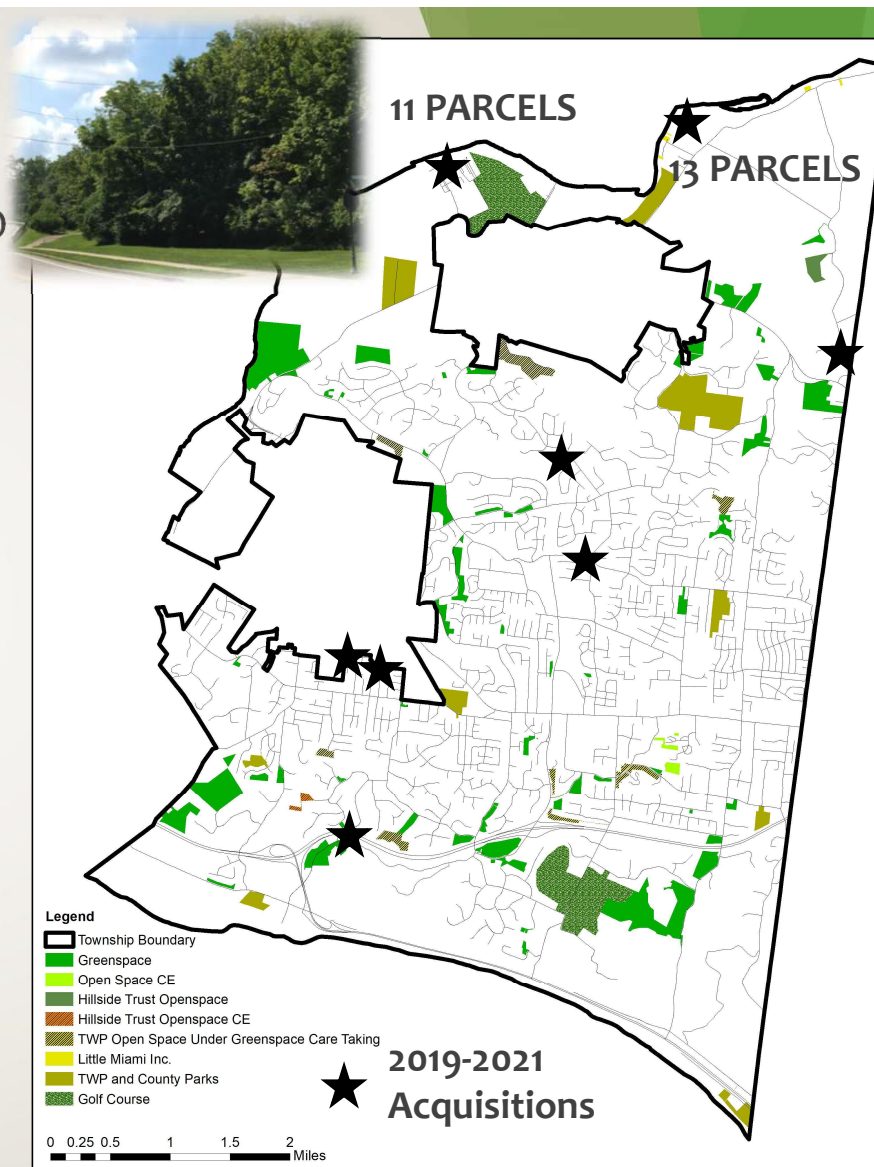 11 PARCELS
13 PARCELS
Legend
Township Boundary
Greenspace
Open Space CE
Hillside Trust Openspace
Hillside Trust Openspace CE
TWP Open Space Under Greenspace Care Taking
Little Miami Inc.
TWP and County Parks
Golf Course
2019-2021
Acquisitions
0 0.25 0.5 1 1.5 2
Miles